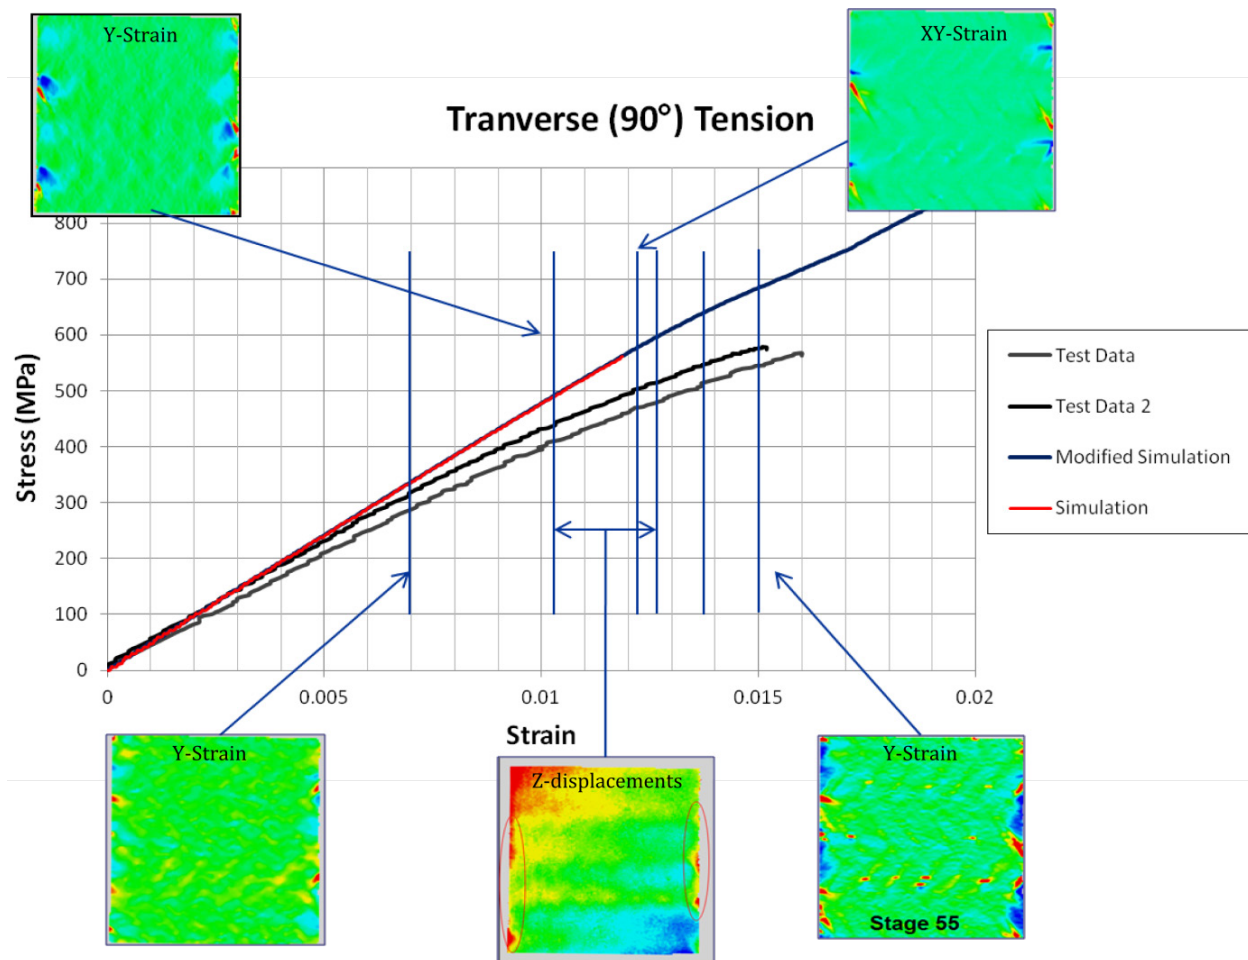 Y-Strain
XY-Strain
Tranverse (90°) Tension
800
700
600
500
400
300
200
100
0
Stress (MPa)
0
0.005
0.01
0.015
0.02
Strain
Test Data
Test Data 2
Modified Simulation
Simulation
Y-Strain
Z-displacements
Y-Strain
Stage 55